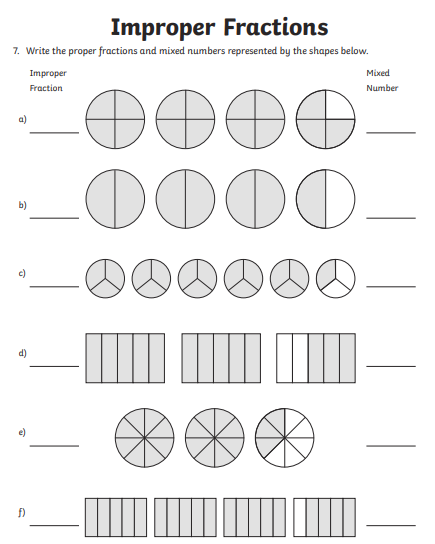 Improper Fractions
7. Write the proper fractions and mixed numbers represented by the shapes below.
Improper
Fraction
Mixed
Number
a)
b)
c)
d)
e)
f)